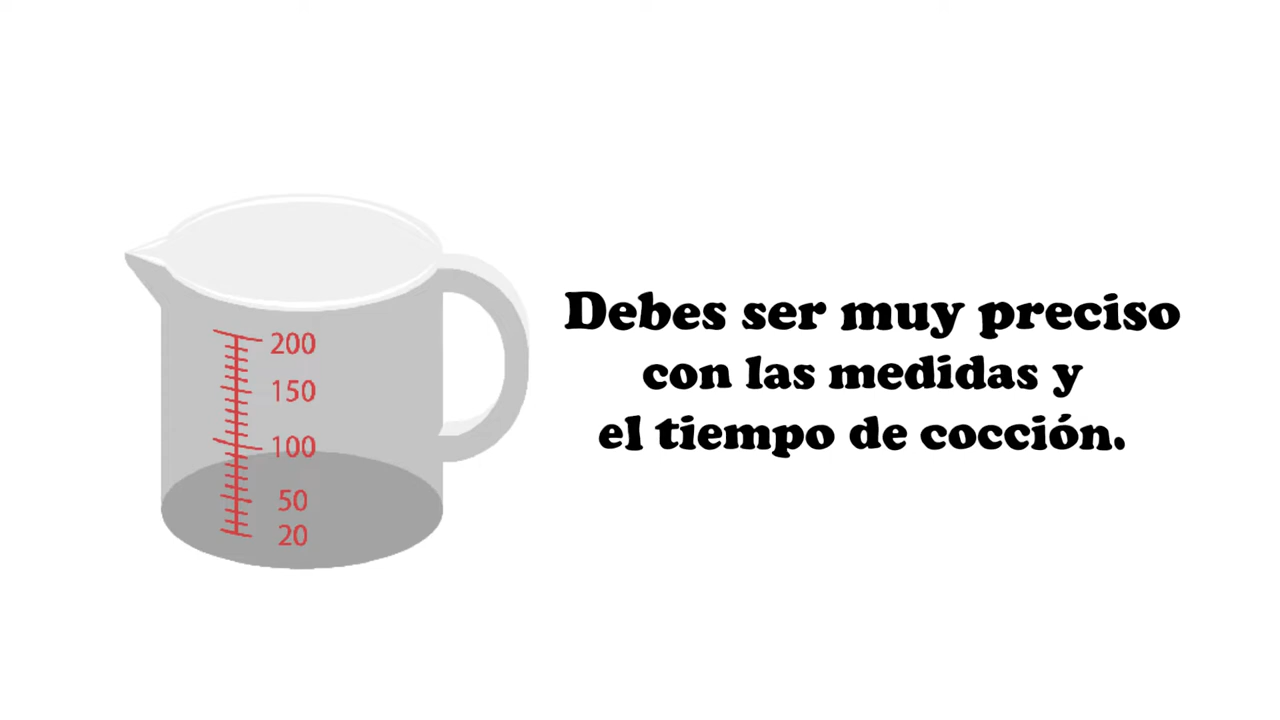 200
150
100
50
20
Debes ser muy preciso
con las medidas y
el tiempo de cocción.